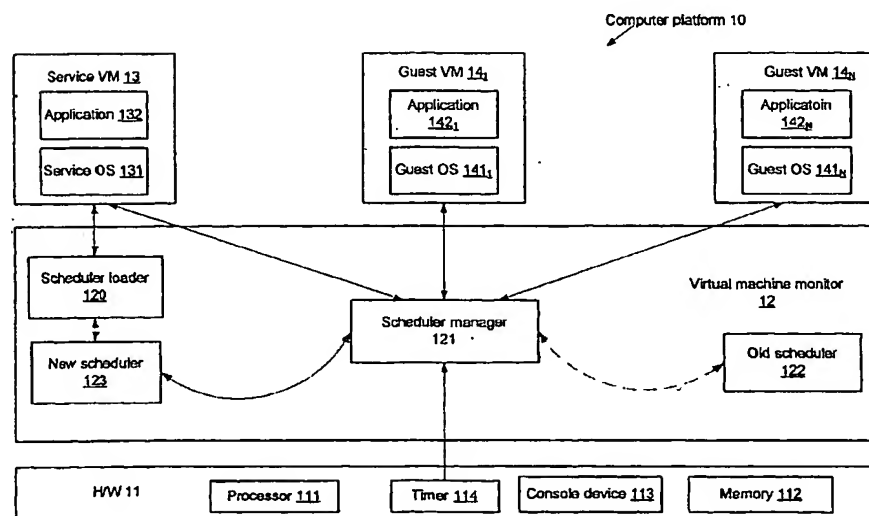 Computer platform 10
Service VM 13
Application 132
Service OS 131
Guest VM 14₁
Application
142₁
Guest OS 141₁
Guest VM 14N
Applicatoin
142N
Guest OS 141N
Scheduler loader
120
New scheduler
123
Scheduler manager
121
Virtual machine monitor
12
Old scheduler
122
H/W 11
Processor 111
Timer 114
Console device 113
Memory 112